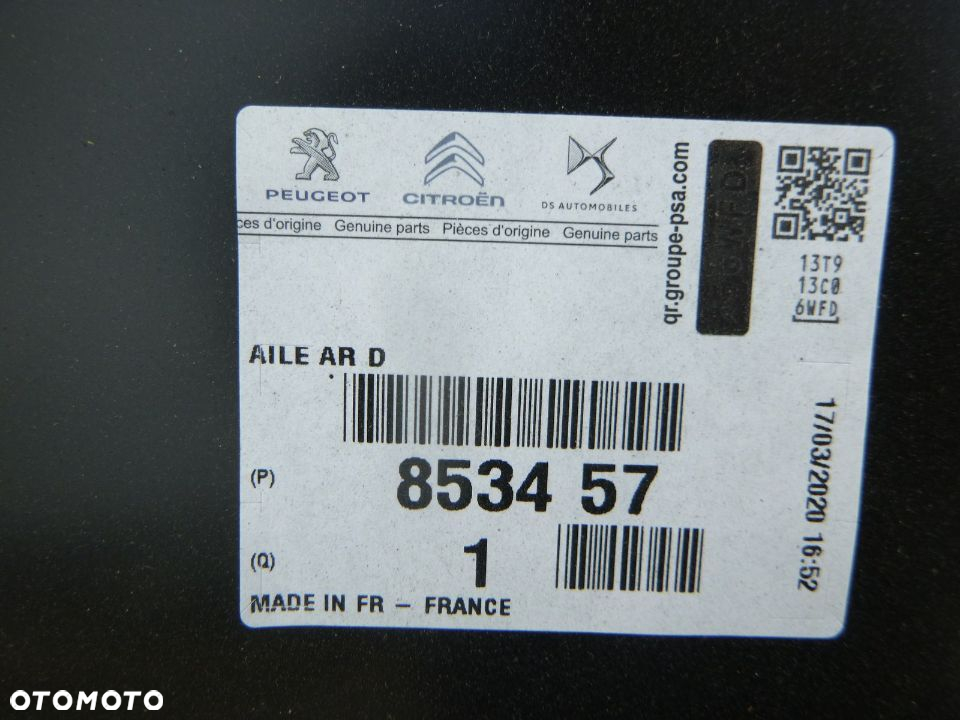 PEUGEOT
CITROËN
DS AUTOMOBILES
ces d'origine Genuine parts Pièces d'origine Genuine parts
qr.groupe-psa.com
13T9
13C0
6WFD
AILE AR D
(P) 8534 57
(Q) 1
MADE IN FR – FRANCE
17/03/2020 16:52
OTOMOTO